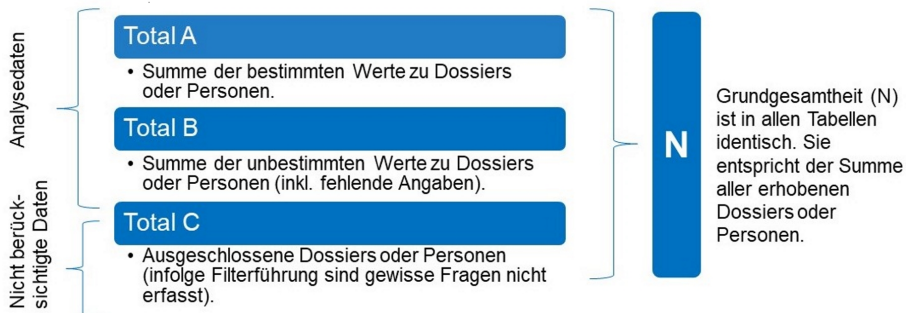 Analysedaten
Total A
• Summe der bestimmten Werte zu Dossiers
oder Personen.
Total B
• Summe der unbestimmten Werte zu Dossiers
oder Personen (inkl. fehlende Angaben).
Nicht berück-
sichtigte Daten
Total C
• Ausgeschlossene Dossiers oder Personen
(infolge Filterführung sind gewisse Fragen nicht
erfasst).
N
Grundgesamtheit (N)
ist in allen Tabellen
identisch. Sie
entspricht der Summe
aller erhobenen
Dossiers oder
Personen.